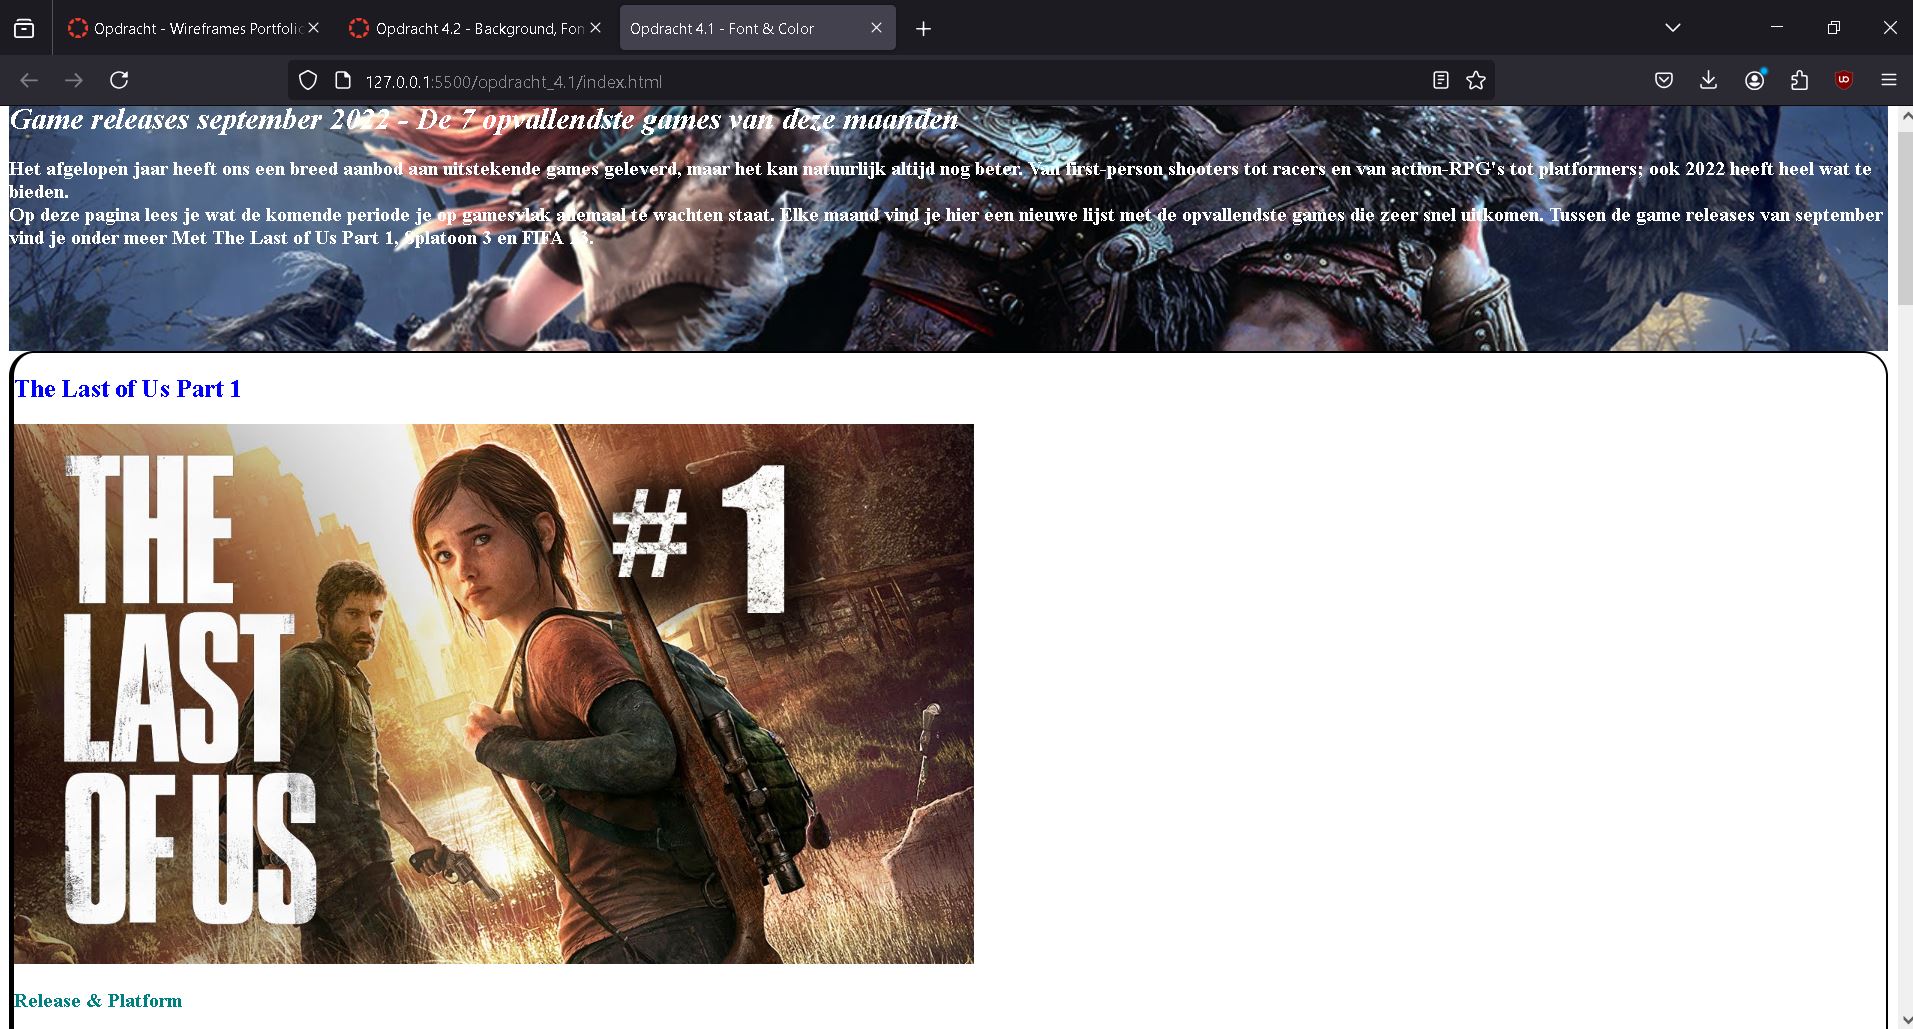 Opdracht - Wireframes Portfolio
Opdracht 4.2 - Background, Fon
Opdracht 4.1 - Font & Color
127.0.0.1:5500/opdracht_4.1/index.html
Game releases september 2022 - De 7 opvallendste games van deze maanden
Het afgelopen jaar heeft ons een breed aanbod aan uitstekende games geleverd, maar het kan natuurlijk altijd nog beter. Van first-person shooters tot racers en van action-RPG's tot platformers; ook 2022 heeft heel wat te
bieden.
Op deze pagina lees je wat de komende periode je op gamesvlak allemaal te wachten staat. Elke maand vind je hier een nieuwe lijst met de opvallendste games die zeer snel uitkomen. Tussen de game releases van september
vind je onder meer Met The Last of Us Part 1, Splatoon 3 en FIFA 23.
The Last of Us Part 1
THE
LAST
OF US
#1
Release & Platform